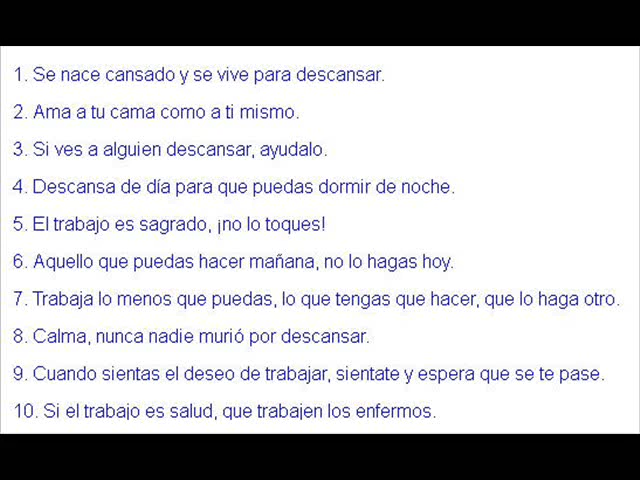 1. Se nace cansado y se vive para descansar.
2. Ama a tu cama como a ti mismo.
3. Si ves a alguien descansar, ayudalo.
4. Descansa de día para que puedas dormir de noche.
5. El trabajo es sagrado, ¡no lo toques!
6. Aquello que puedas hacer mañana, no lo hagas hoy.
7. Trabaja lo menos que puedas, lo que tengas que hacer, que lo haga otro.
8. Calma, nunca nadie murió por descansar.
9. Cuando sientas el deseo de trabajar, sientate y espera que se te pase.
10. Si el trabajo es salud, que trabajen los enfermos.